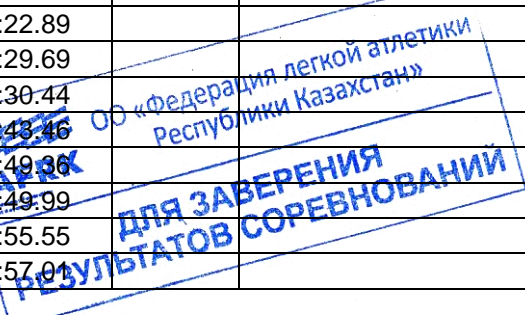 :22.89
:29.69
:30.44
:43.46
:49.36
:49.99
:55.55
:57.01
ОО «Федерация легкой атлетики
Республики Казахстан»
ДЛЯ ЗАВЕРЕНИЯ
РЕЗУЛЬТАТОВ СОРЕВНОВАНИЙ